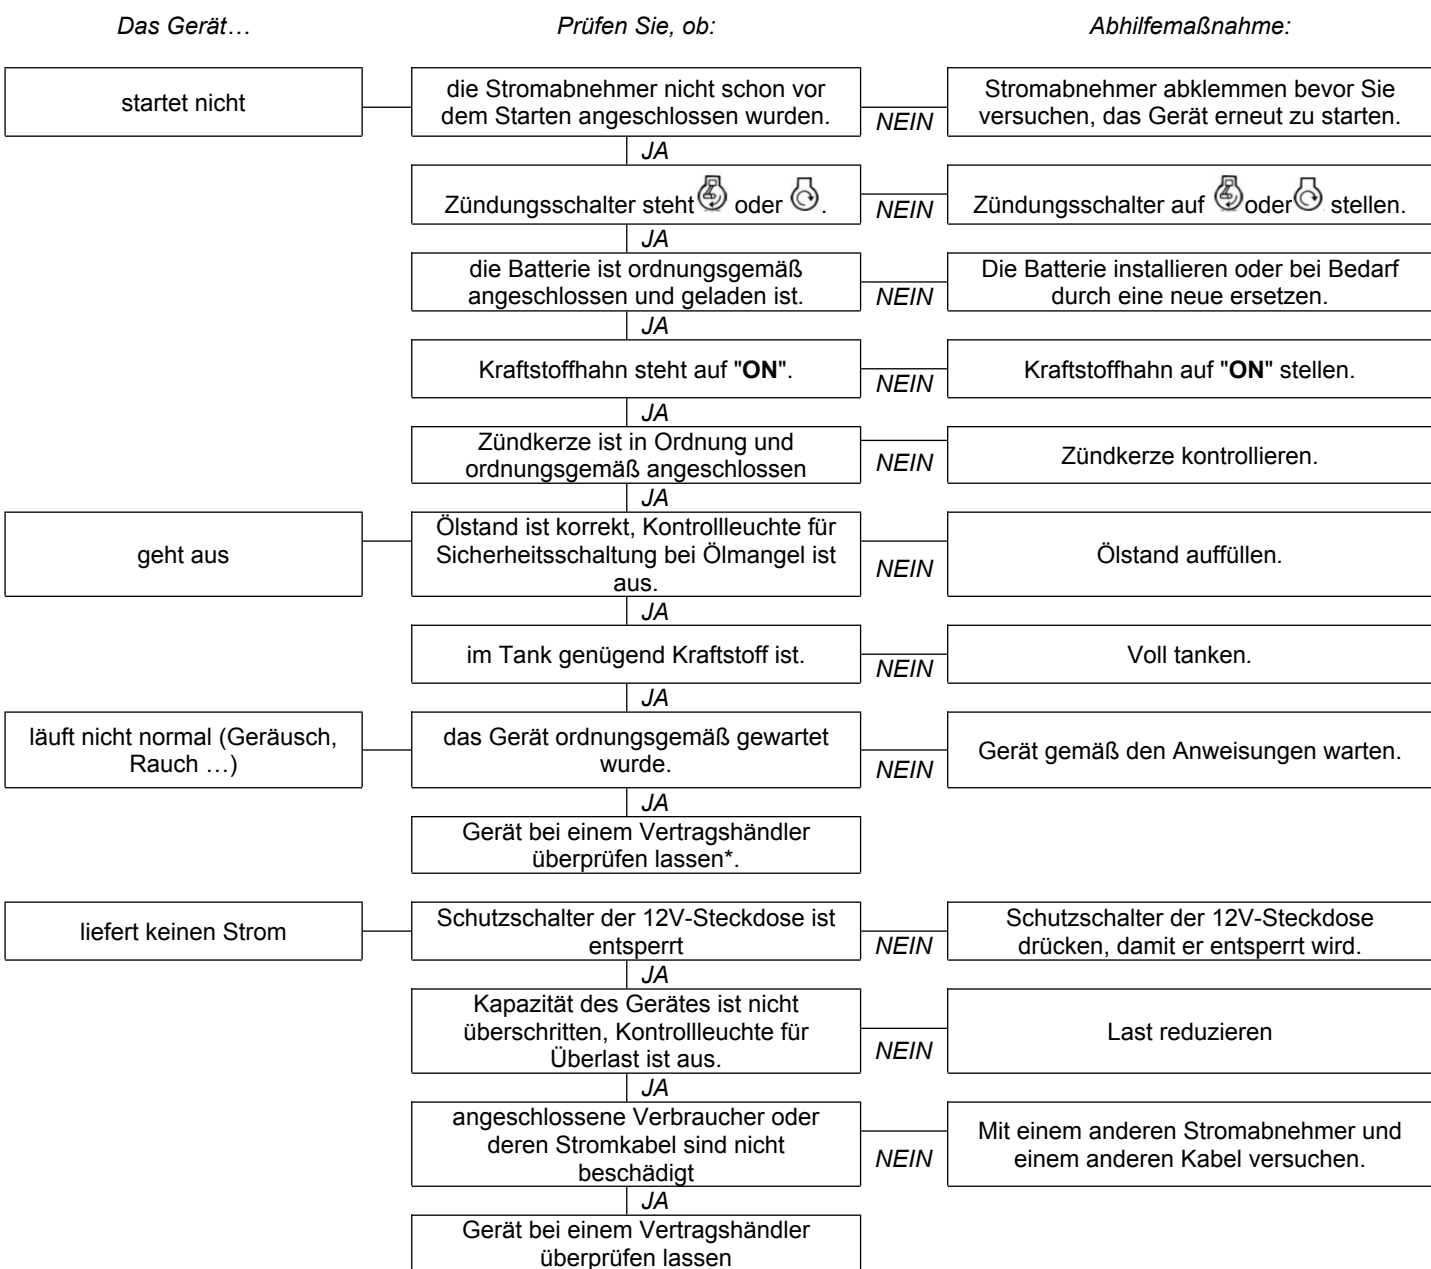 Das Gerät…
Prüfen Sie, ob:
Abhilfemaßnahme:
startet nicht
die Stromabnehmer nicht schon vor
dem Starten angeschlossen wurden.
NEIN
Stromabnehmer abklemmen bevor Sie
versuchen, das Gerät erneut zu starten.
JA
Zündungsschalter steht oder .
NEIN
Zündungsschalter auf oder stellen.
JA
die Batterie ist ordnungsgemäß
angeschlossen und geladen ist.
NEIN
Die Batterie installieren oder bei Bedarf
durch eine neue ersetzen.
JA
Kraftstoffhahn steht auf "ON".
NEIN
Kraftstoffhahn auf "ON" stellen.
JA
Zündkerze ist in Ordnung und
ordnungsgemäß angeschlossen
NEIN
Zündkerze kontrollieren.
JA
geht aus
Ölstand ist korrekt, Kontrollleuchte für
Sicherheitsschaltung bei Ölmangel ist
aus.
NEIN
Ölstand auffüllen.
JA
im Tank genügend Kraftstoff ist.
NEIN
Voll tanken.
JA
läuft nicht normal (Geräusch,
Rauch …)
das Gerät ordnungsgemäß gewartet
wurde.
NEIN
Gerät gemäß den Anweisungen warten.
JA
Gerät bei einem Vertragshändler
überprüfen lassen*.
liefert keinen Strom
Schutzschalter der 12V-Steckdose ist
entsperrt
NEIN
Schutzschalter der 12V-Steckdose
drücken, damit er entsperrt wird.
JA
Kapazität des Gerätes ist nicht
überschritten, Kontrollleuchte für
Überlast ist aus.
NEIN
Last reduzieren
JA
angeschlossene Verbraucher oder
deren Stromkabel sind nicht
beschädigt
NEIN
Mit einem anderen Stromabnehmer und
einem anderen Kabel versuchen.
JA
Gerät bei einem Vertragshändler
überprüfen lassen